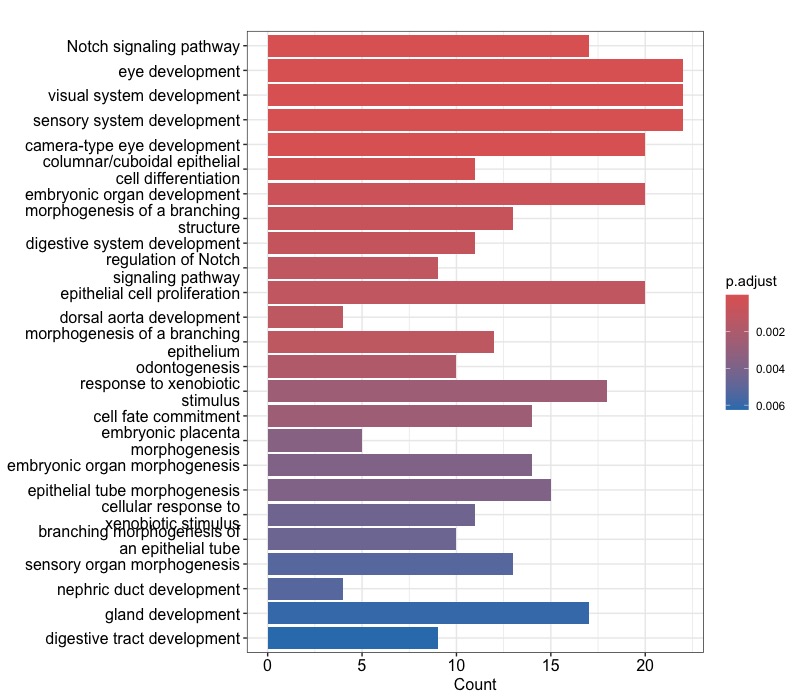 Notch signaling pathway
eye development
visual system development
sensory system development
camera-type eye development
columnar/cuboidal epithelial
cell differentiation
embryonic organ development
morphogenesis of a branching
structure
digestive system development
regulation of Notch
signaling pathway
epithelial cell proliferation
dorsal aorta development
morphogenesis of a branching
epithelium
odontogenesis
response to xenobiotic
stimulus
cell fate commitment
embryonic placenta
morphogenesis
embryonic organ morphogenesis
epithelial tube morphogenesis
cellular response to
xenobiotic stimulus
branching morphogenesis of
an epithelial tube
sensory organ morphogenesis
nephric duct development
gland development
digestive tract development
0 5 10 15 20
Count
p.adjust
0.002
0.004
0.006